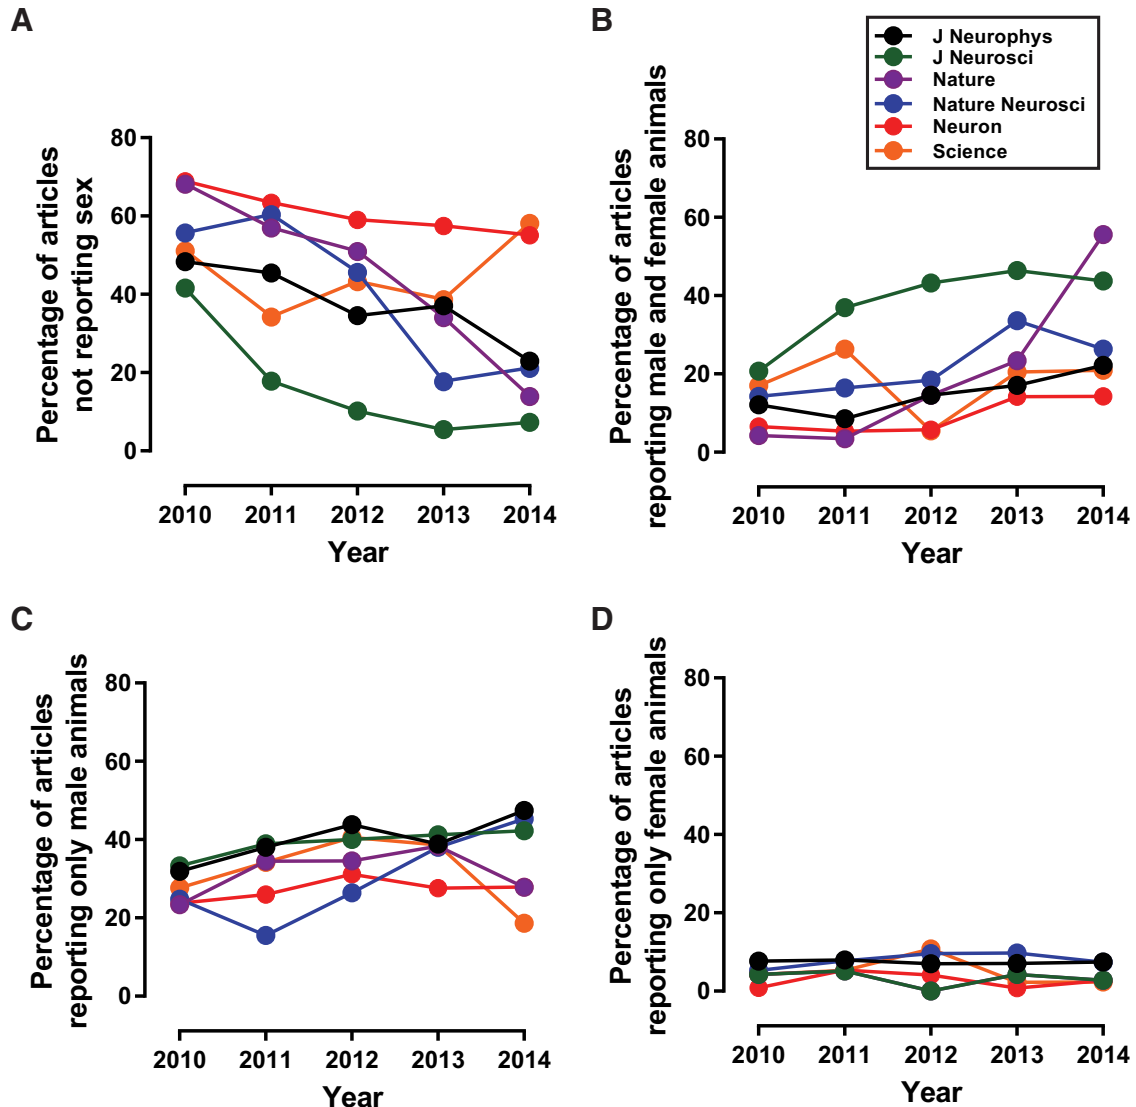 A
Percentage of articles
not reporting sex
80
60
40
20
0
2010 2011 2012 2013 2014
Year
B
Percentage of articles
reporting male and female animals
80
60
40
20
0
2010 2011 2012 2013 2014
Year
J Neurophys
J Neurosci
Nature
Nature Neurosci
Neuron
Science
C
Percentage of articles
reporting only male animals
80
60
40
20
0
2010 2011 2012 2013 2014
Year
D
Percentage of articles
reporting only female animals
80
60
40
20
0
2010 2011 2012 2013 2014
Year